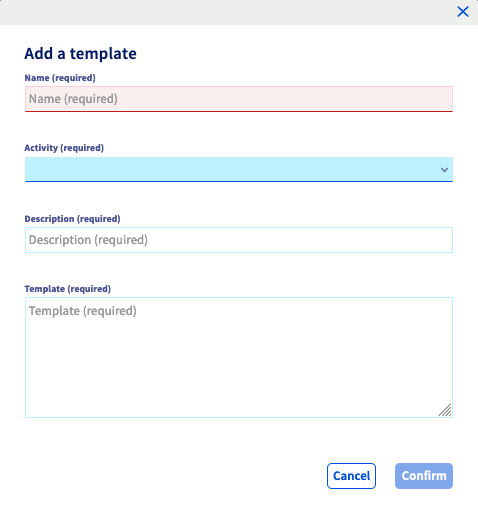 Add a template
Name (required)
Name (required)
Activity (required)
Description (required)
Description (required)
Template (required)
Template (required)
Cancel Confirm